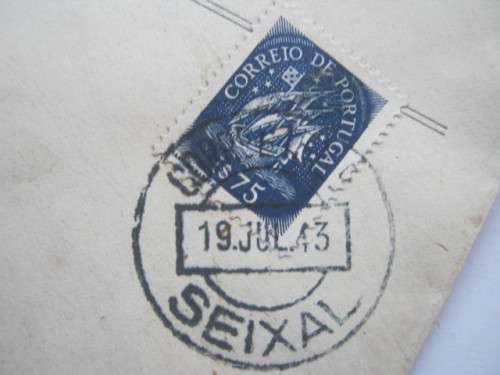 CORREIO DE PORTUGAL
$75
19.JUL.43
SEIXAL